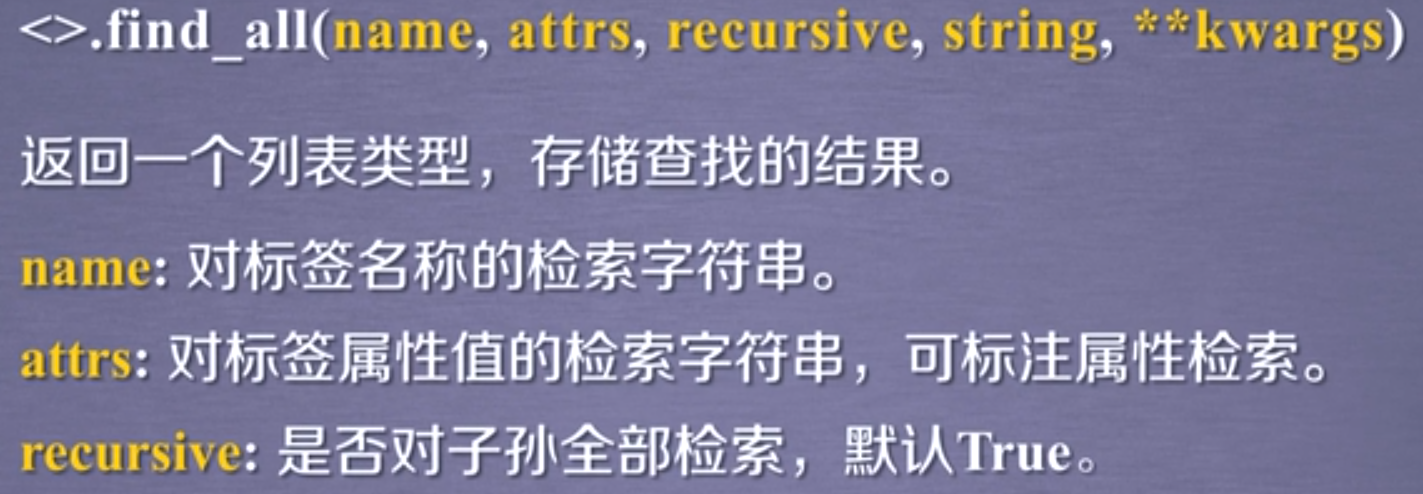 <>.find_all(name, attrs, recursive, string, **kwargs)
返回一个列表类型，存储查找的结果。
name: 对标签名称的检索字符串。
attrs: 对标签属性值的检索字符串，可标注属性检索。
recursive: 是否对子孙全部检索，默认True。